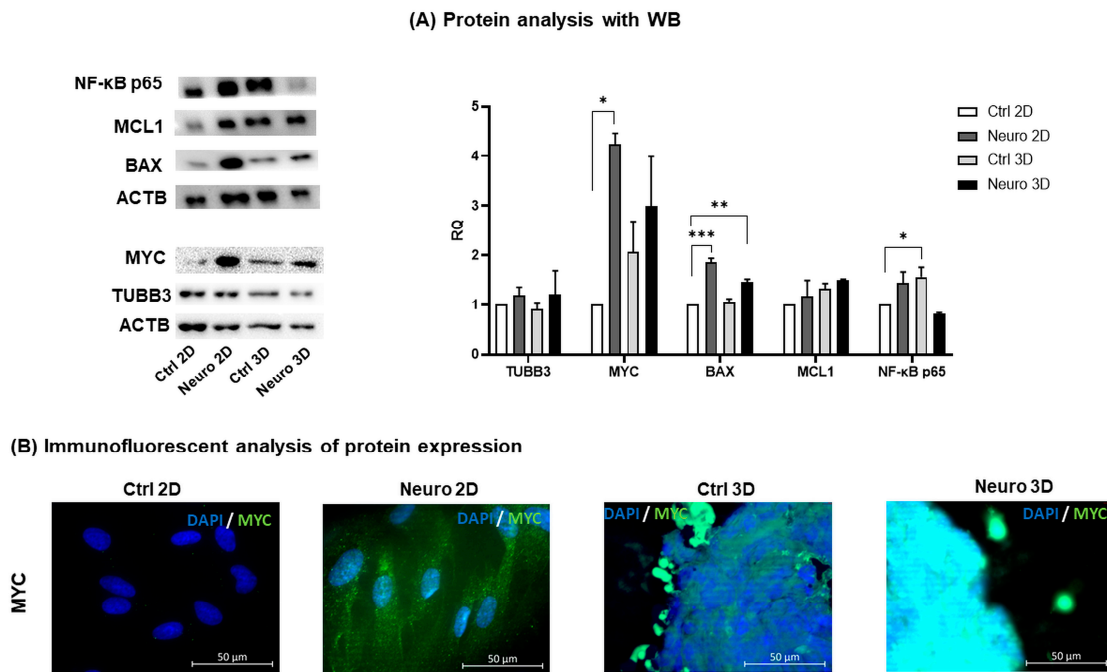 (A) Protein analysis with WB
NF-κB p65
MCL1
BAX
ACTB
MYC
TUBB3
ACTB
Ctrl 2D
Neuro 2D
Ctrl 3D
Neuro 3D
RQ
5
4
3
2
1
0
*
***
**
*
TUBB3
MYC
BAX
MCL1
NF-κB p65
Ctrl 2D
Neuro 2D
Ctrl 3D
Neuro 3D
(B) Immunofluorescent analysis of protein expression
Ctrl 2D
Neuro 2D
Ctrl 3D
Neuro 3D
MYC
DAPI / MYC
50 µm
DAPI / MYC
50 µm
DAPI / MYC
50 µm
DAPI / MYC
50 µm